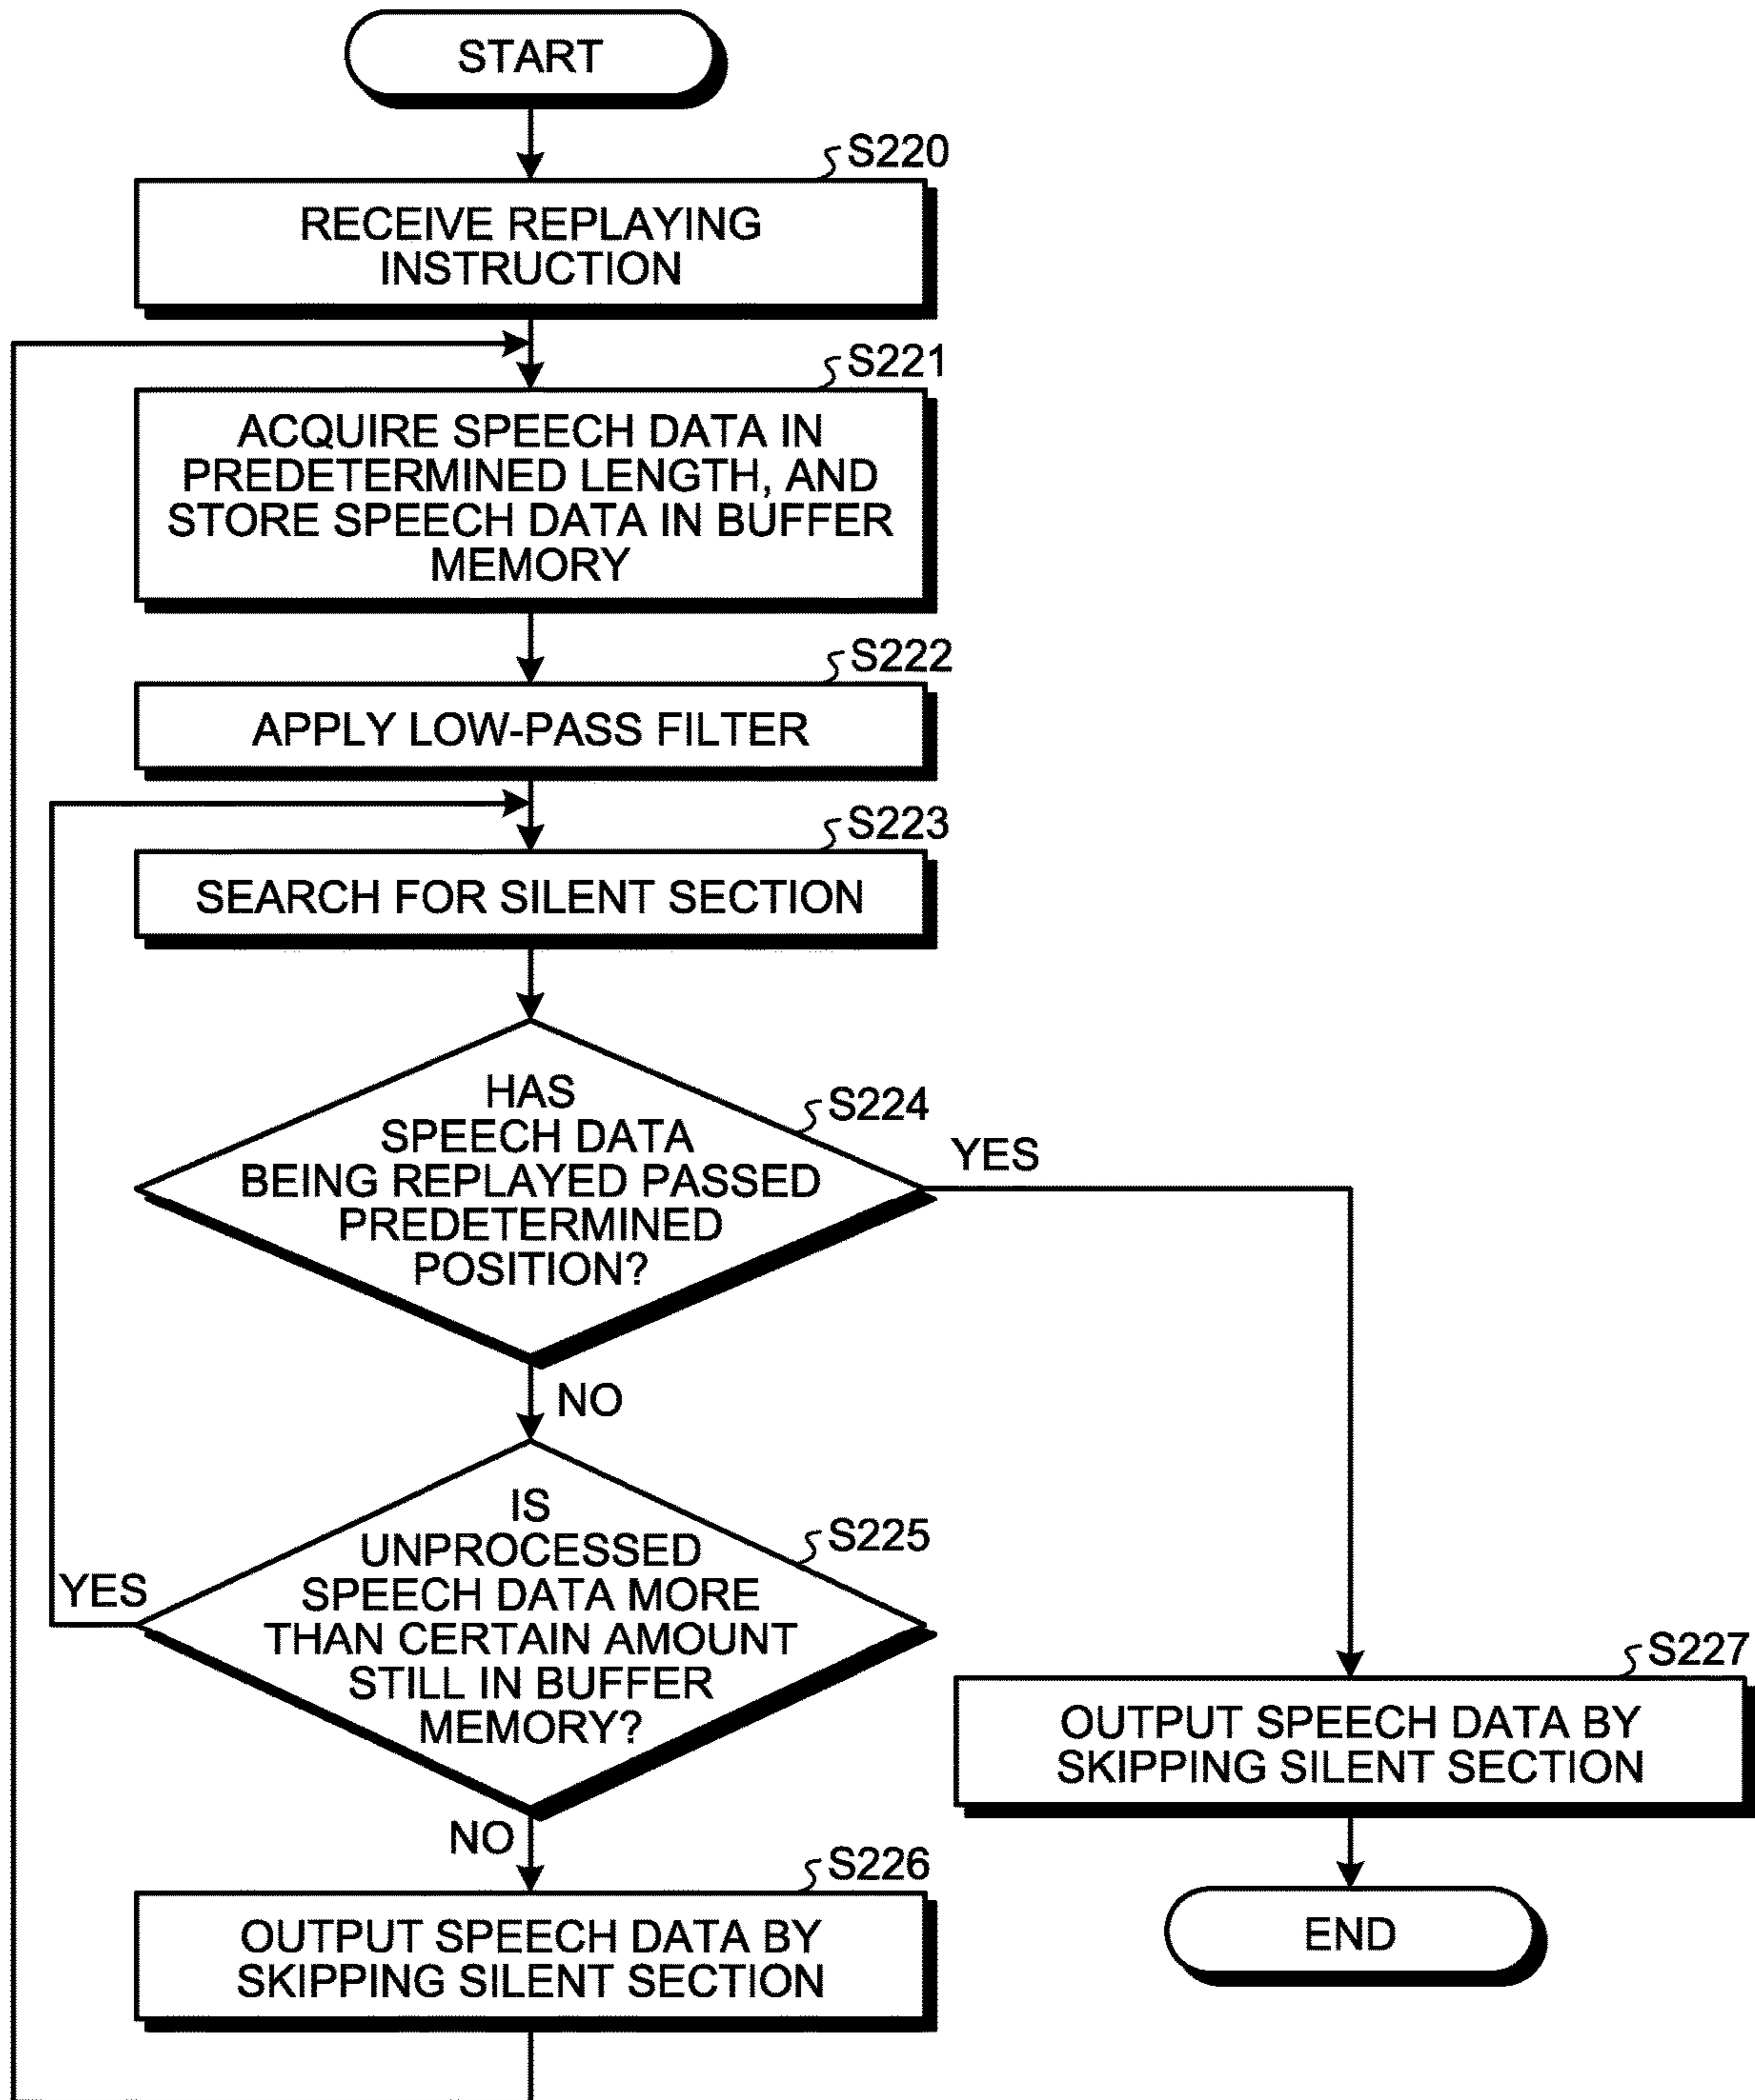 START
S220
RECEIVE REPLAYING
INSTRUCTION
S221
ACQUIRE SPEECH DATA IN
PREDETERMINED LENGTH, AND
STORE SPEECH DATA IN BUFFER
MEMORY
S222
APPLY LOW-PASS FILTER
S223
SEARCH FOR SILENT SECTION
S224
HAS
SPEECH DATA
BEING REPLAYED PASSED
PREDETERMINED
POSITION?
YES
NO
S225
IS
UNPROCESSED
SPEECH DATA MORE
THAN CERTAIN AMOUNT
STILL IN BUFFER
MEMORY?
YES
NO
S226
OUTPUT SPEECH DATA BY
SKIPPING SILENT SECTION
S227
OUTPUT SPEECH DATA BY
SKIPPING SILENT SECTION
END